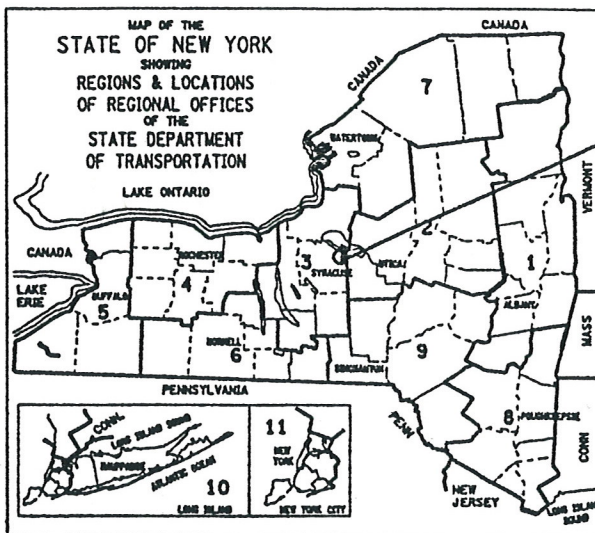 MAP OF THE
STATE OF NEW YORK
SHOWING
REGIONS & LOCATIONS
OF REGIONAL OFFICES
OF THE
STATE DEPARTMENT
OF TRANSPORTATION
CANADA
CANADA
7
WATERTOWN
LAKE ONTARIO
VERMONT
CANADA
ROCHESTER
3
SYRACUSE
UTICA
2
1
LAKE
ERIE
BUFFALO
5
4
ALBANY
MASS
HORNELL
6
BINGHAMTON
9
PENNSYLVANIA
PENN
8
POUGHKEEPSIE
CONN
NEW
JERSEY
LONG ISLAND
SOUND
CONN
LONG ISLAND SOUND
HAUPPAUGE
ATLANTIC OCEAN
10
LONG ISLAND
11
NEW
YORK
NEW YORK CITY